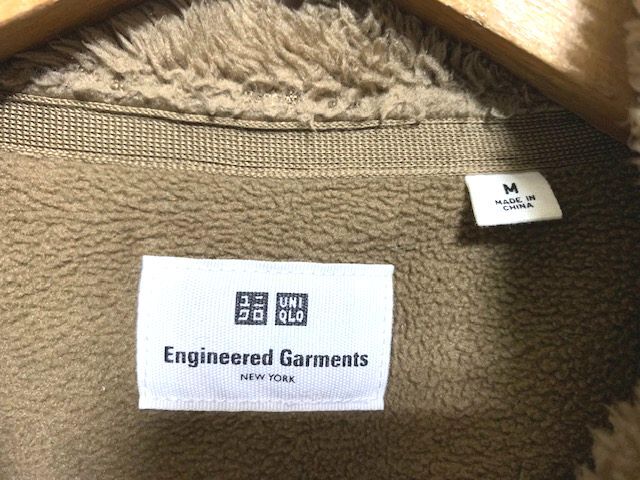 M
MADE IN
CHINA
ユニ UNI
クロ QLO
Engineered Garments
NEW YORK